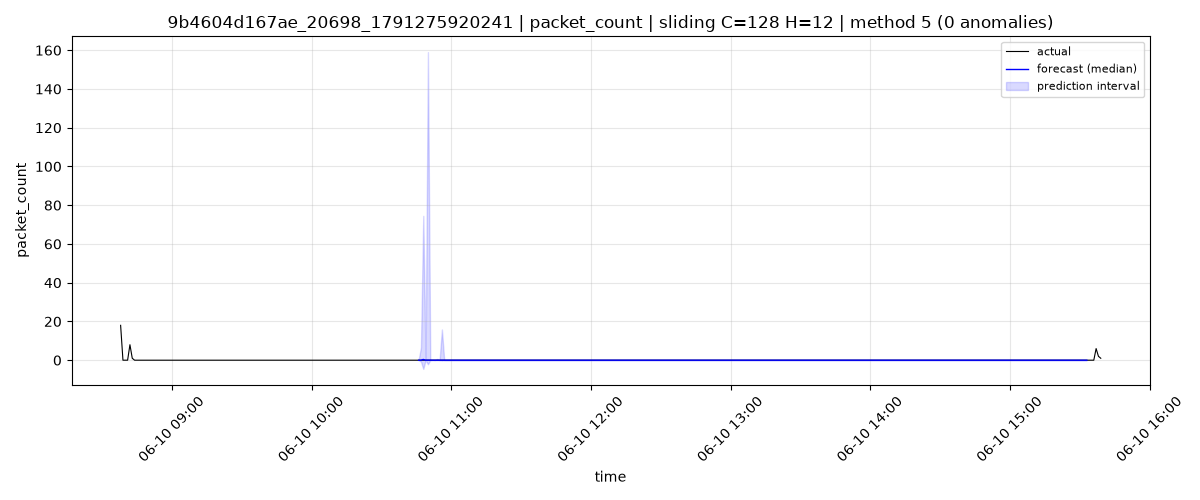 9b4604d167ae_20698_1791275920241 | packet_count | sliding C=128 H=12 | method 5 (0 anomalies)
actual
forecast (median)
prediction interval
packet_count
160
140
120
100
80
60
40
20
0
06-10 09:00
06-10 10:00
06-10 11:00
06-10 12:00
06-10 13:00
06-10 14:00
06-10 15:00
06-10 16:00
time